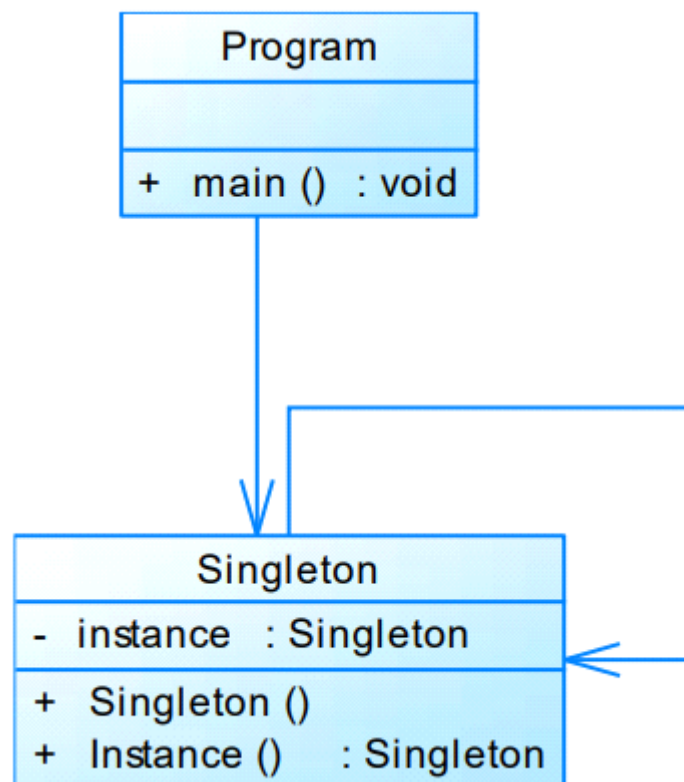 Program
+ main () : void
Singleton
- instance : Singleton
+ Singleton ()
+ Instance () : Singleton